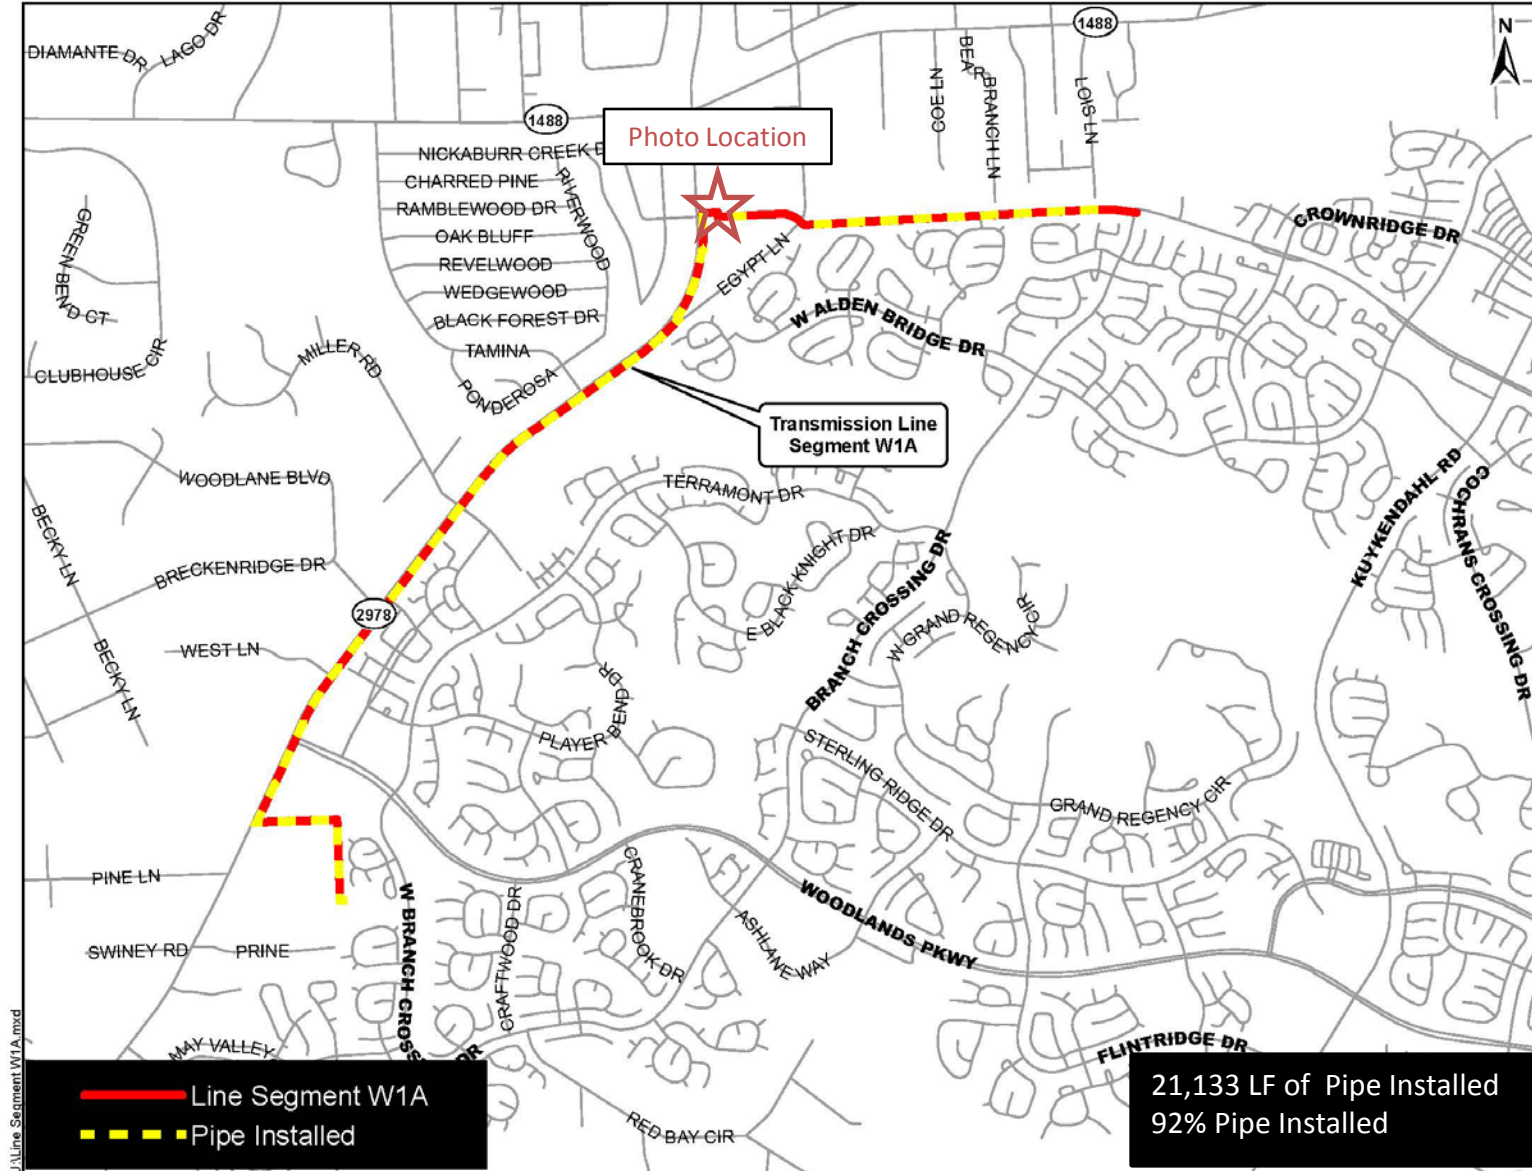 1488
N
DIAMANTE DR
LAGO DR
BEAR BRANCH LN
COE LN
LOIS LN
1488
Photo Location
NICKABURR CREEK D
CHARRED PINE
RIVERWOOD
RAMBLEWOOD DR
OAK BLUFF
REVELWOOD
WEDGEWOOD
BLACK FOREST DR
TAMINA
PONDEROSA
GREEN BEND CT
CLUBHOUSE CIR
MILLER RD
EGYPT LN
CROWNRIDGE DR
W ALDEN BRIDGE DR
Transmission Line
Segment W1A
WOODLANE BLVD
TERRAMONT DR
BECKY LN
BRECKENRIDGE DR
E BLACK KNIGHT DR
BRANCH CROSSING DR
KUYKENDAHL RD
COCHRANS CROSSING DR
2978
WEST LN
W GRAND REGENCY CIR
BECKY LN
PLAYER BEND DR
STERLING RIDGE DR
GRAND REGENCY CIR
PINE LN
W BRANCH CROSS
DR
CRAFTWOOD DR
CRANEBROOK DR
ASHLANE WAY
WOODLANDS PKWY
SWINEY RD
PRINE
MAY VALLEY
FLINTRIDGE DR
RED BAY CIR
Line Segment W1A
Pipe Installed
21,133 LF of Pipe Installed
92% Pipe Installed
J:\Line Segment W1A.mxd